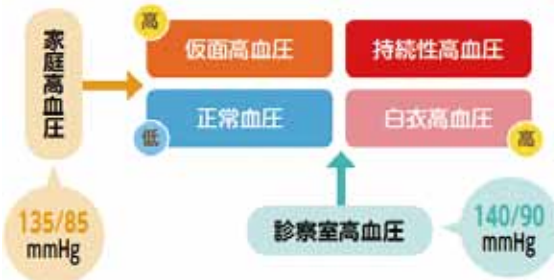 家庭高血圧
高
仮面高血圧
持続性高血圧
正常血圧
白衣高血圧
低
高
135/85
mmHg
診察室高血圧
140/90
mmHg